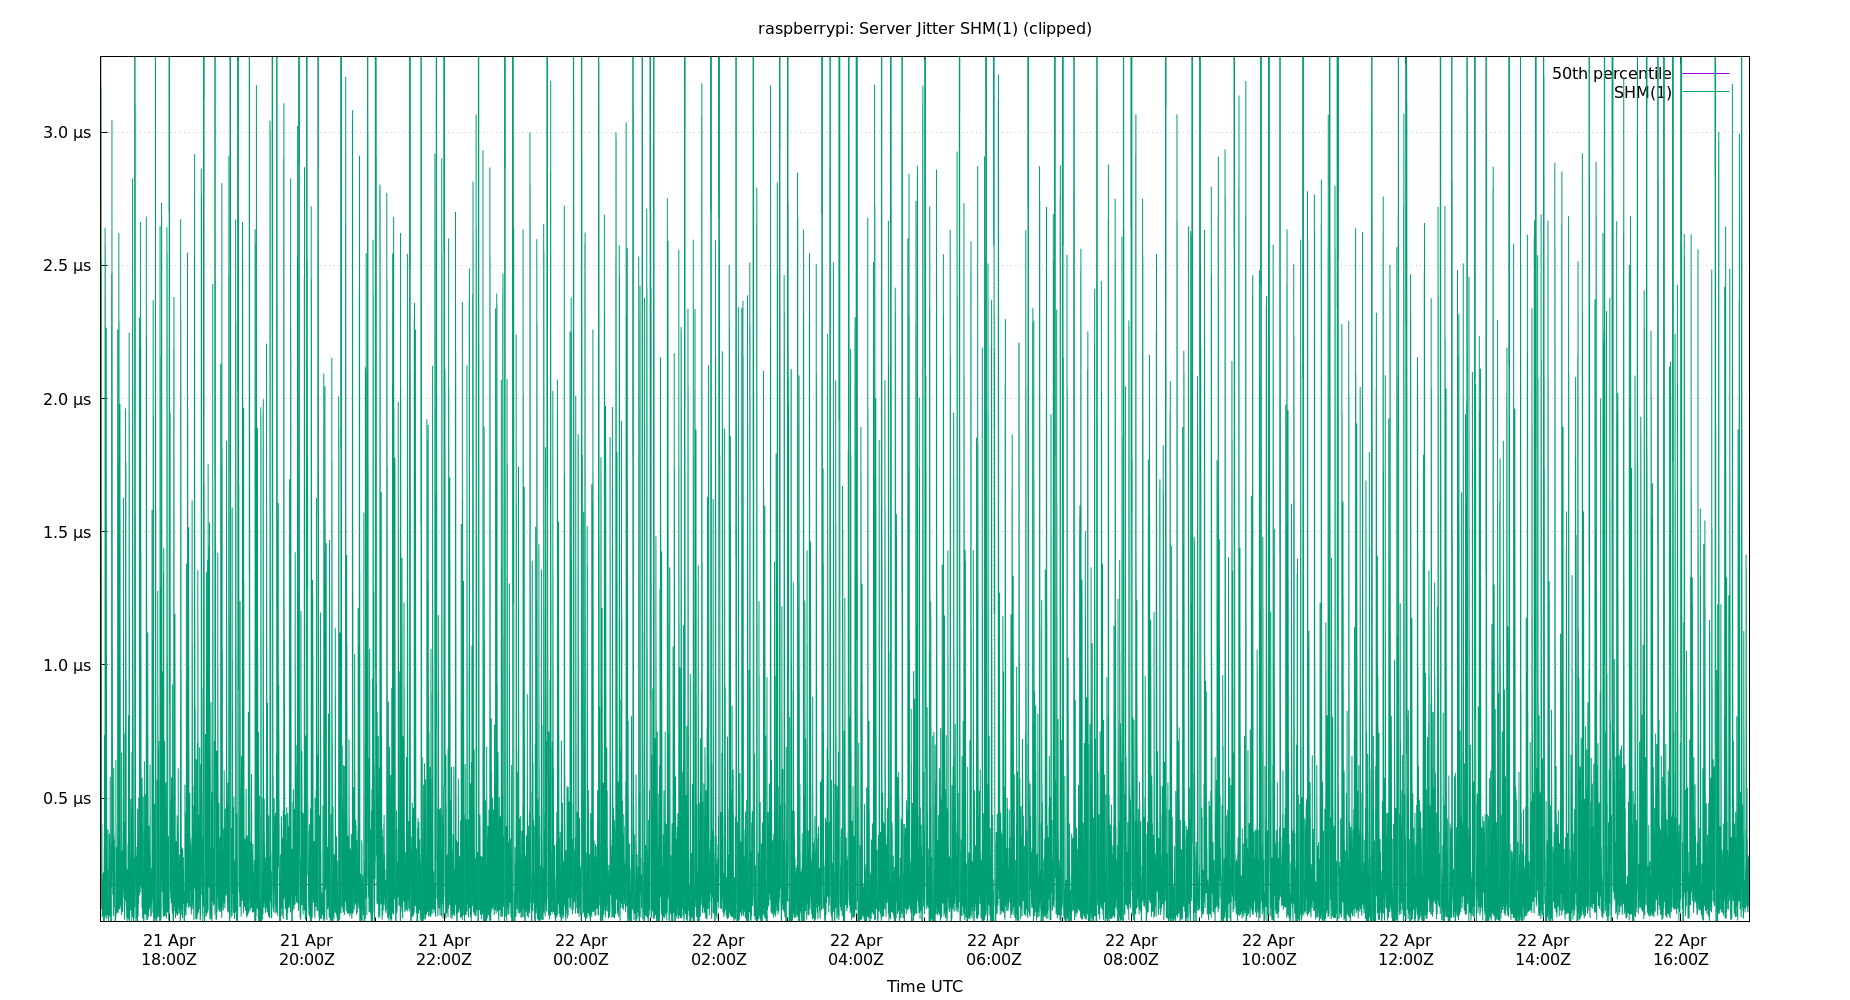 raspberrypi: Server Jitter SHM(1) (clipped)
50th percentile
SHM(1)
3.0 µs
2.5 µs
2.0 µs
1.5 µs
1.0 µs
0.5 µs
21 Apr 21 Apr 21 Apr 22 Apr 22 Apr 22 Apr 22 Apr 22 Apr 22 Apr 22 Apr 22 Apr 22 Apr
18:00Z 20:00Z 22:00Z 00:00Z 02:00Z 04:00Z 06:00Z 08:00Z 10:00Z 12:00Z 14:00Z 16:00Z
Time UTC